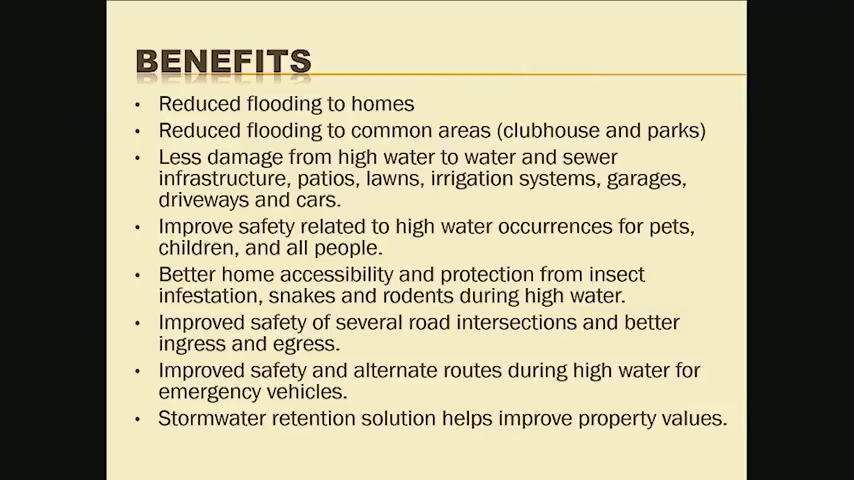 BENEFITS
• Reduced flooding to homes
• Reduced flooding to common areas (clubhouse and parks)
• Less damage from high water to water and sewer
infrastructure, patios, lawns, irrigation systems, garages,
driveways and cars.
• Improve safety related to high water occurrences for pets,
children, and all people.
• Better home accessibility and protection from insect
infestation, snakes and rodents during high water.
• Improved safety of several road intersections and better
ingress and egress.
• Improved safety and alternate routes during high water for
emergency vehicles.
• Stormwater retention solution helps improve property values.